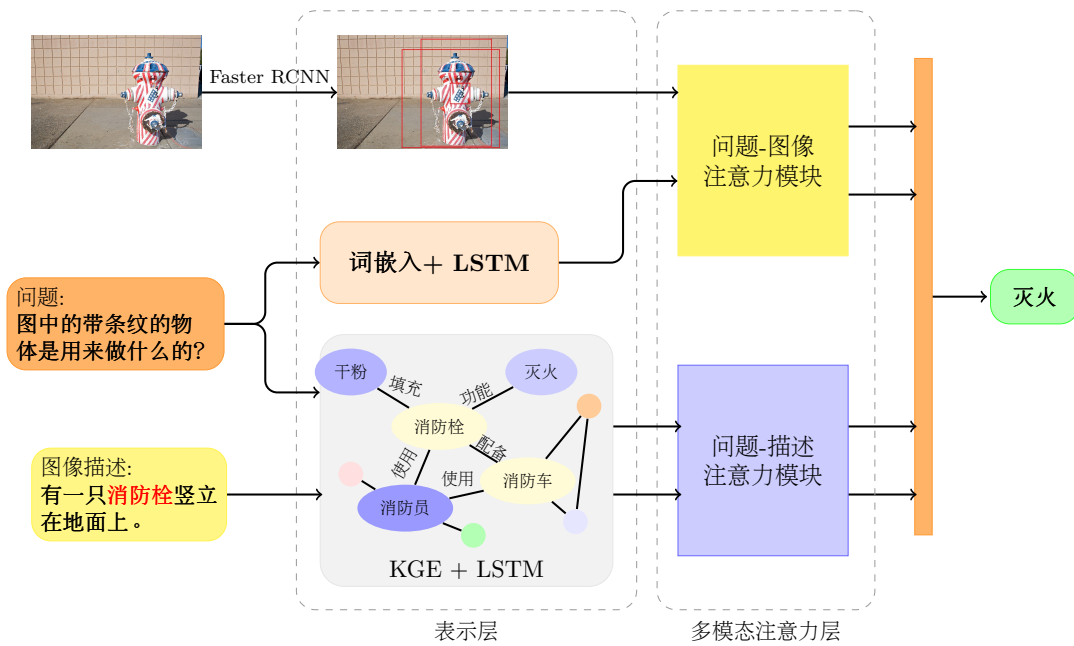 Faster RCNN
问题-图像
注意力模块
词嵌入+ LSTM
问题:
图中的带条纹的物
体是用来做什么的?
灭火
干粉
填充
功能
灭火
消防栓
使用
配备
使用
消防车
消防员
KGE + LSTM
图像描述:
有一只消防栓竖立
在地面上。
问题-描述
注意力模块
表示层
多模态注意力层